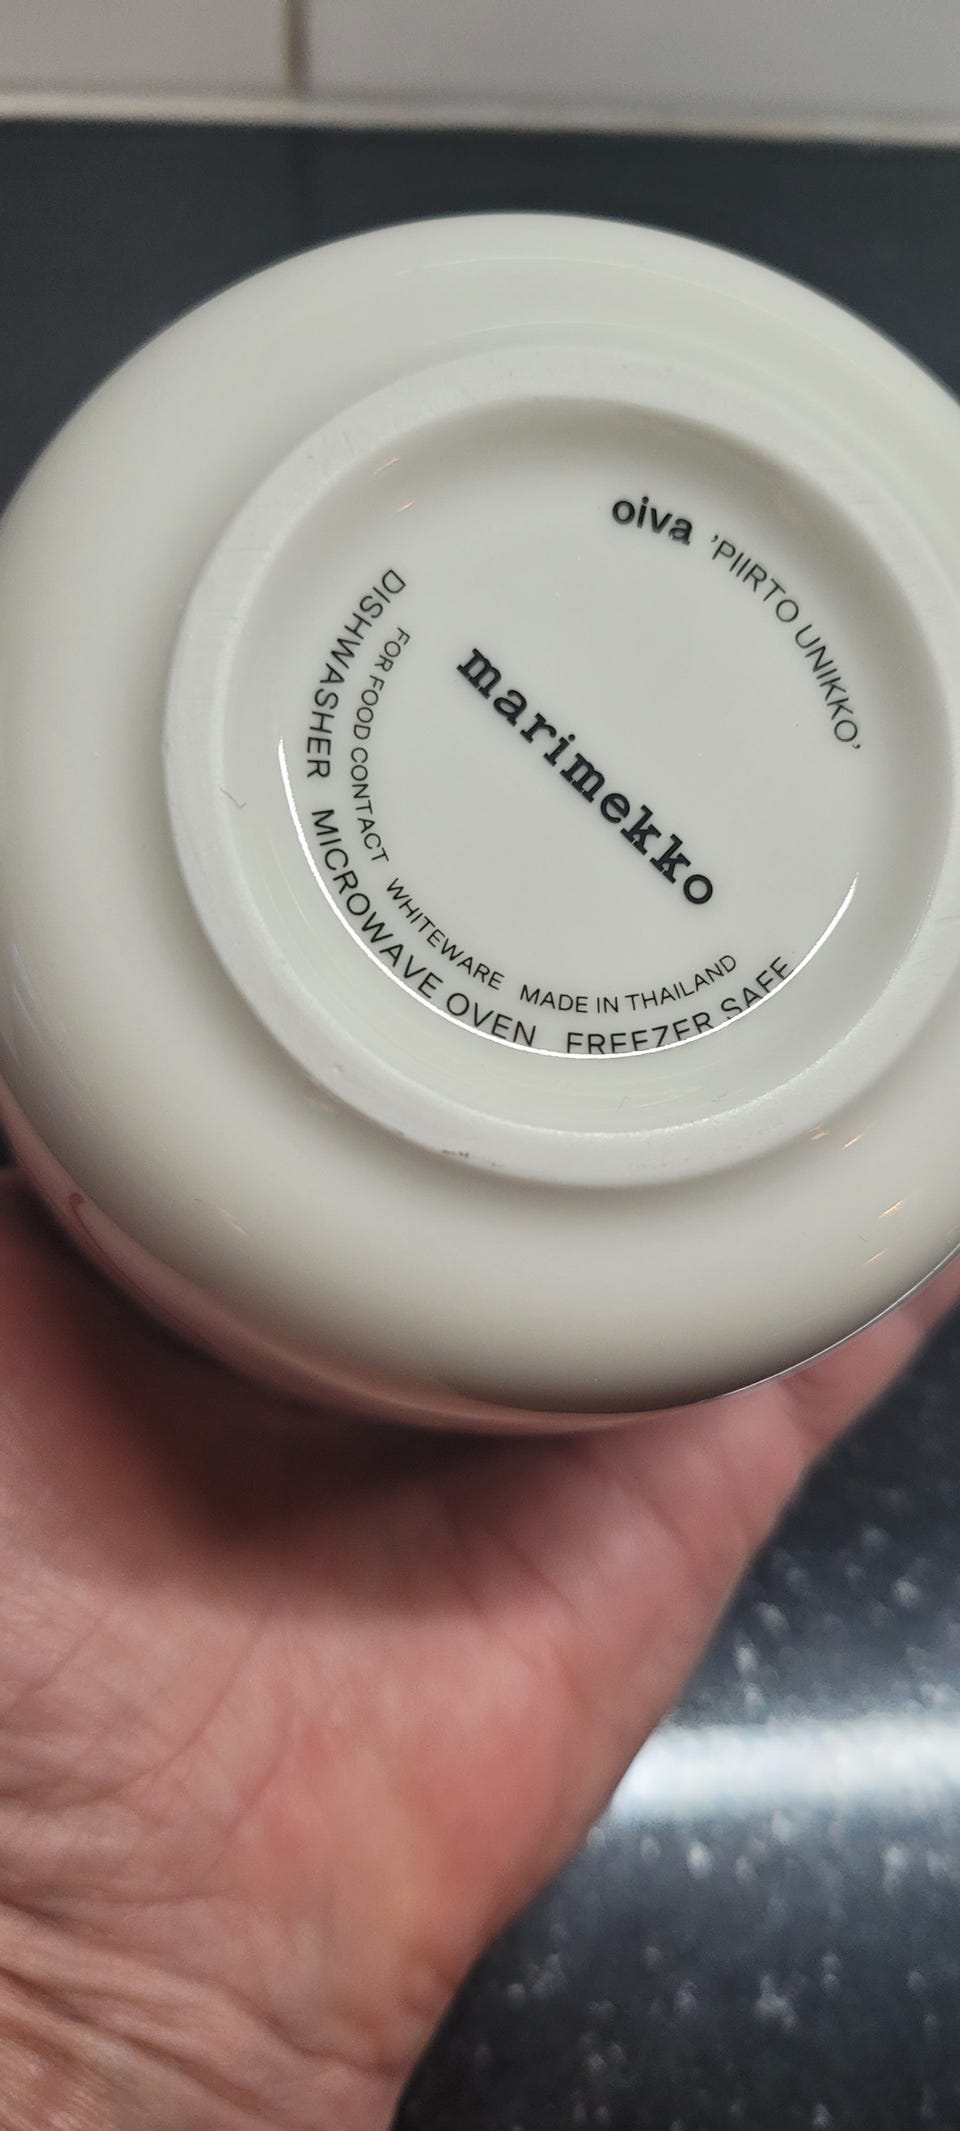 oiva 'PIIRTO UNIKKO'
marimekko
FOR FOOD CONTACT WHITEWARE MADE IN THAILAND
DISHWASHER MICROWAVE OVEN FREEZER SAFE